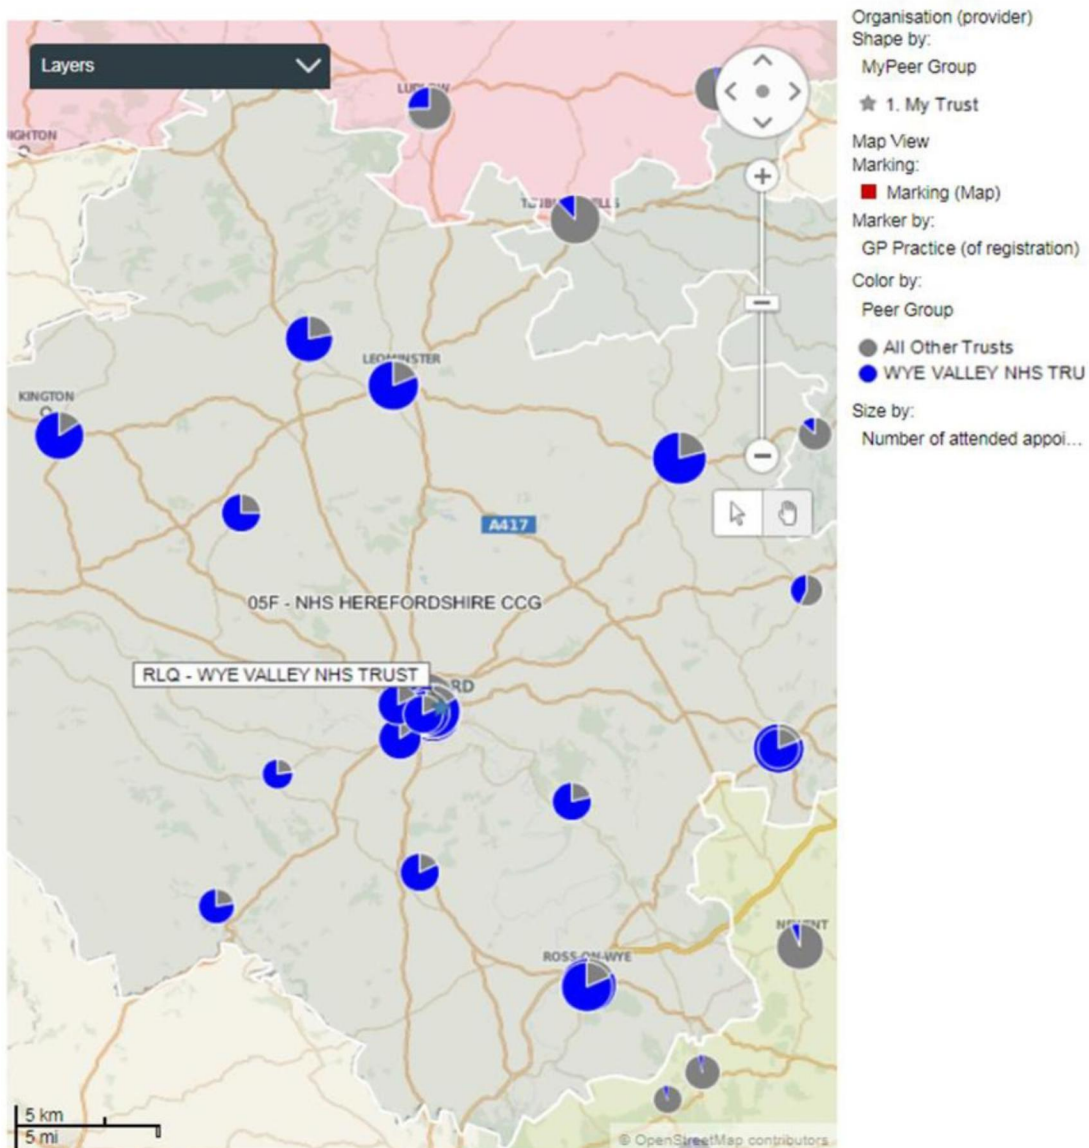 Layers
LUDLOW
IGHTON
KINGTON
LEOMINSTER
A417
05F - NHS HEREFORDSHIRE CCG
RLQ - WYE VALLEY NHS TRUST
RD
NEWENT
ROSS-ON-WYE
5 km
5 mi
© OpenStreetMap contributors
Organisation (provider)
Shape by:
MyPeer Group
1. My Trust
Map View
Marking:
Marking (Map)
Marker by:
GP Practice (of registration)
Color by:
Peer Group
All Other Trusts
WYE VALLEY NHS TRU
Size by:
Number of attended appoi...